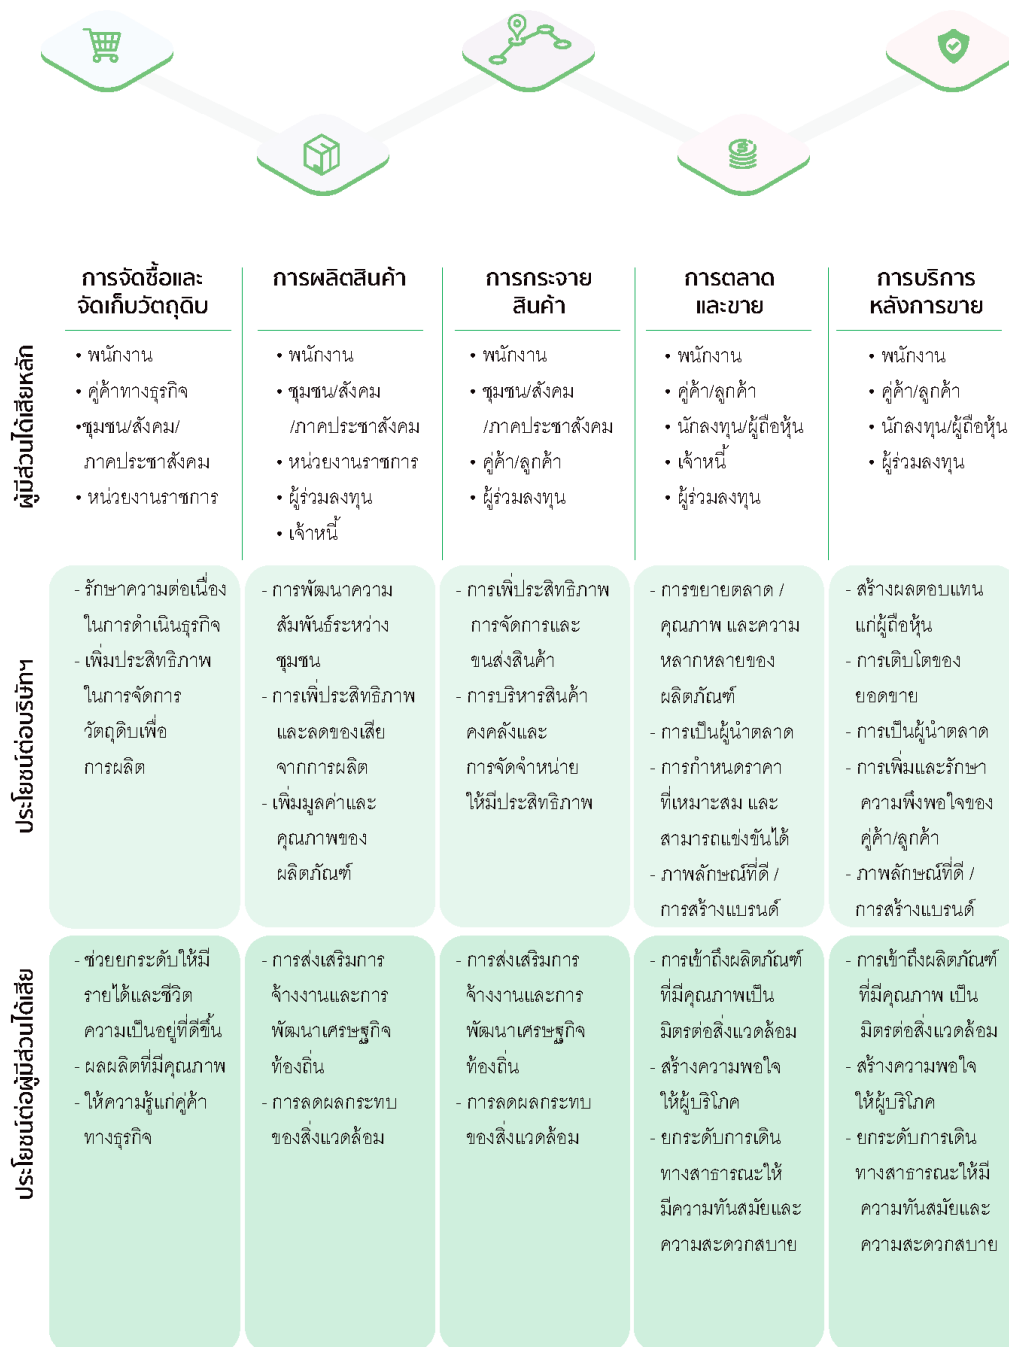 การจัดซื้อและ
จัดเก็บวัตถุดิบ
การผลิตสินค้า
การกระจาย
สินค้า
การตลาด
และขาย
การบริการ
หลังการขาย
ผู้มีส่วนได้เสียหลัก
• พนักงาน
• คู่ค้าทางธุรกิจ
•ชุมชน/สังคม/
ภาคประชาสังคม
• หน่วยงานราชการ
• พนักงาน
• ชุมชน/สังคม
/ภาคประชาสังคม
• หน่วยงานราชการ
• ผู้ร่วมลงทุน
• เจ้าหนี้
• พนักงาน
• ชุมชน/สังคม
/ภาคประชาสังคม
• คู่ค้า/ลูกค้า
• ผู้ร่วมลงทุน
• พนักงาน
• คู่ค้า/ลูกค้า
• นักลงทุน/ผู้ถือหุ้น
• เจ้าหนี้
• ผู้ร่วมลงทุน
• พนักงาน
• คู่ค้า/ลูกค้า
• นักลงทุน/ผู้ถือหุ้น
• ผู้ร่วมลงทุน
ประโยชน์ต่อบริษัทฯ
- รักษาความต่อเนื่อง
ในการดำเนินธุรกิจ
- เพิ่มประสิทธิภาพ
ในการจัดการ
วัตถุดิบเพื่อ
การผลิต
- การพัฒนาความ
สัมพันธ์ระหว่าง
ชุมชน
- การเพิ่ประสิทธิภาพ
และลดของเสีย
จากการผลิต
- เพิ่มมูลค่าและ
คุณภาพของ
ผลิตภัณฑ์
- การเพิ่ประสิทธิภาพ
การจัดการและ
ขนส่งสินค้า
- การบริหารสินค้า
คงคลังและ
การจัดจำหน่าย
ให้มีประสิทธิภาพ
- การขยายตลาด /
คุณภาพ และความ
หลากหลายของ
ผลิตภัณฑ์
- การเป็นผู้นำตลาด
- การกำหนดราคา
ที่เหมาะสม และ
สามารถแข่งขันได้
- ภาพลักษณ์ที่ดี /
การสร้างแบรนด์
- สร้างผลตอบแทน
แก่ผู้ถือหุ้น
- การเติบโตของ
ยอดขาย
- การเป็นผู้นำตลาด
- การเพิ่มและรักษา
ความพึงพอใจของ
คู่ค้า/ลูกค้า
- ภาพลักษณ์ที่ดี /
การสร้างแบรนด์
ประโยชน์ต่อผู้มีส่วนได้เสีย
- ช่วยยกระดับให้มี
รายได้และชีวิต
ความเป็นอยู่ที่ดีขึ้น
- ผลผลิตที่มีคุณภาพ
- ให้ความรู้แก่คู่ค้า
ทางธุรกิจ
- การส่งเสริมการ
จ้างงานและการ
พัฒนาเศรษฐกิจ
ท้องถิ่น
- การลดผลกระทบ
ของสิ่งแวดล้อม
- การส่งเสริมการ
จ้างงานและการ
พัฒนาเศรษฐกิจ
ท้องถิ่น
- การลดผลกระทบ
ของสิ่งแวดล้อม
- การเข้าถึงผลิตภัณฑ์
ที่มีคุณภาพเป็น
มิตรต่อสิ่งแวดล้อม
- สร้างความพอใจ
ให้ผู้บริโภค
- ยกระดับการเดิน
ทางสาธารณะให้
มีความทันสมัยและ
ความสะดวกสบาย
- การเข้าถึงผลิตภัณฑ์
ที่มีคุณภาพ เป็น
มิตรต่อสิ่งแวดล้อม
- สร้างความพอใจ
ให้ผู้บริโภค
- ยกระดับการเดิน
ทางสาธารณะให้มี
ความทันสมัยและ
ความสะดวกสบาย